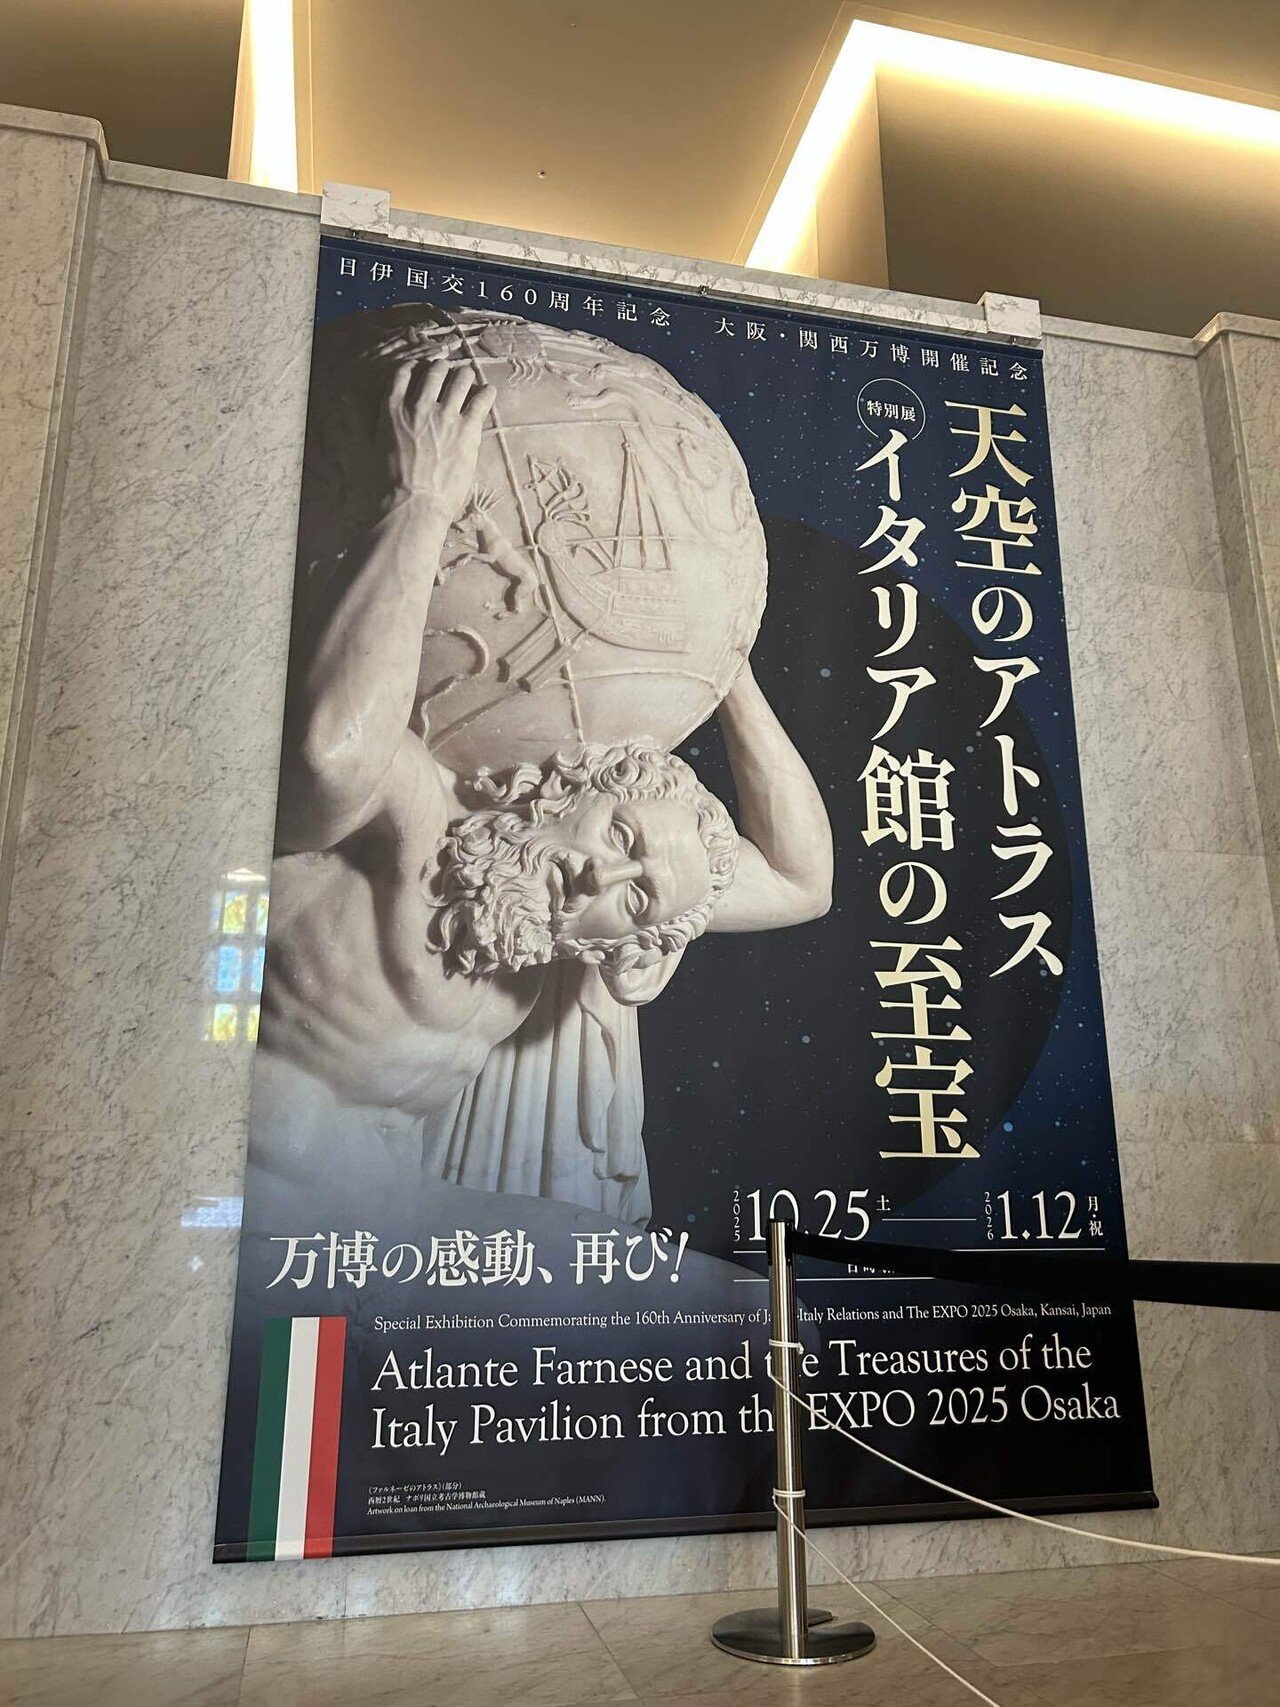 日伊国交160周年記念 大阪・関西万博開催記念
天空のアトラス
特別展
イタリア館の至宝
2025 10.25 土 — 2026 1.12 月・祝
万博の感動、再び!
Special Exhibition Commemorating the 160th Anniversary of Italy Relations and The EXPO 2025 Osaka, Kansai, Japan
Atlante Farnese and the Treasures of the
Italy Pavilion from th EXPO 2025 Osaka
《ファルネーゼのアトラス》(部分)
西暦2世紀 ナポリ国立考古学博物館蔵
Artwork on loan from the National Archaeological Museum of Naples (MANN).